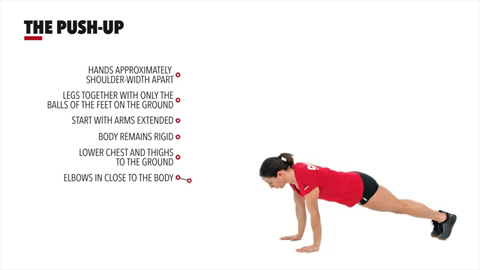 THE PUSH-UP
HANDS APPROXIMATELY
SHOULDER-WIDTH APART
LEGS TOGETHER WITH ONLY THE
BALLS OF THE FEET ON THE GROUND
START WITH ARMS EXTENDED
BODY REMAINS RIGID
LOWER CHEST AND THIGHS
TO THE GROUND
ELBOWS IN CLOSE TO THE BODY